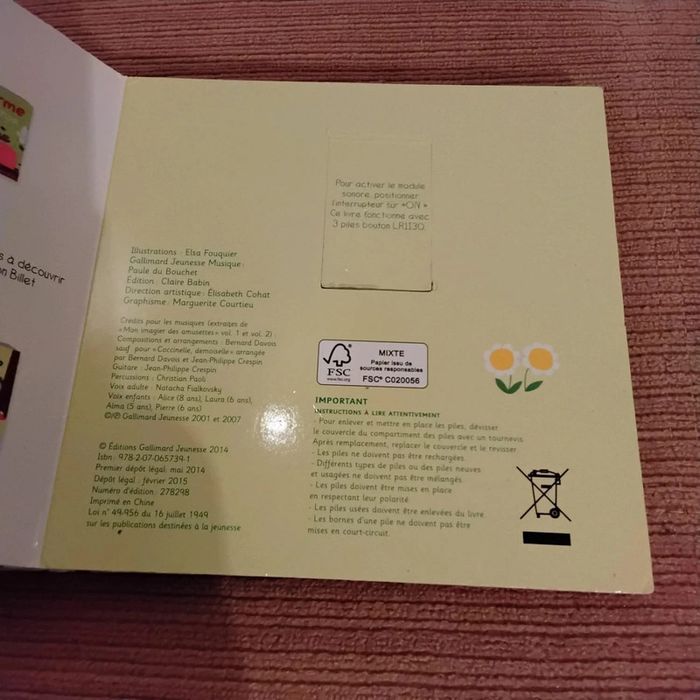 rme
s à découvrir
on Billet
Pour activer le module
sonore, positionner
l'interrupteur sur «ON »
Ce livre fonctionne avec
3 piles bouton LR1130.
Illustrations : Elsa Fouquier
Gallimard Jeunesse Musique :
Paule du Bouchet
Édition : Claire Babin
Direction artistique : Élisabeth Cohat
Graphisme : Marguerite Courtieu
Crédits pour les musiques (extraites de
« Mon imagier des amusettes » vol. 1 et vol. 2) :
Compositions et arrangements : Bernard Davois
sauf pour « Coccinelle, demoiselle » arrangée
par Bernard Davois et Jean-Philippe Crespin
Guitare : Jean-Philippe Crespin
Percussions : Christian Paoli
Voix adulte : Natacha Fialkovsky
Voix enfants : Alice (8 ans), Laura (6 ans),
Alma (5 ans), Pierre (6 ans)
©/℗ Gallimard Jeunesse 2001 et 2007
© Éditions Gallimard Jeunesse 2014
Isbn : 978-2-07-065739-1
Premier dépôt légal : mai 2014
Dépôt légal : février 2015
Numéro d'édition : 278298
Imprimé en Chine
Loi n° 49-956 du 16 juillet 1949
sur les publications destinées à la jeunesse
FSC
www.fsc.org
MIXTE
Papier issu de
sources responsables
FSC® C020056
IMPORTANT
INSTRUCTIONS À LIRE ATTENTIVEMENT
- Pour enlever et mettre en place les piles, dévisser
le couvercle du compartiment des piles avec un tournevis
Après remplacement, replacer le couvercle et le revisser
- Les piles ne doivent pas être rechargées.
- Différents types de piles ou des piles neuves
et usagées ne doivent pas être mélangés.
- Les piles doivent être mises en place
en respectant leur polarité.
- Les piles usées doivent être enlevées du livre.
- Les bornes d'une pile ne doivent pas être
mises en court-circuit.